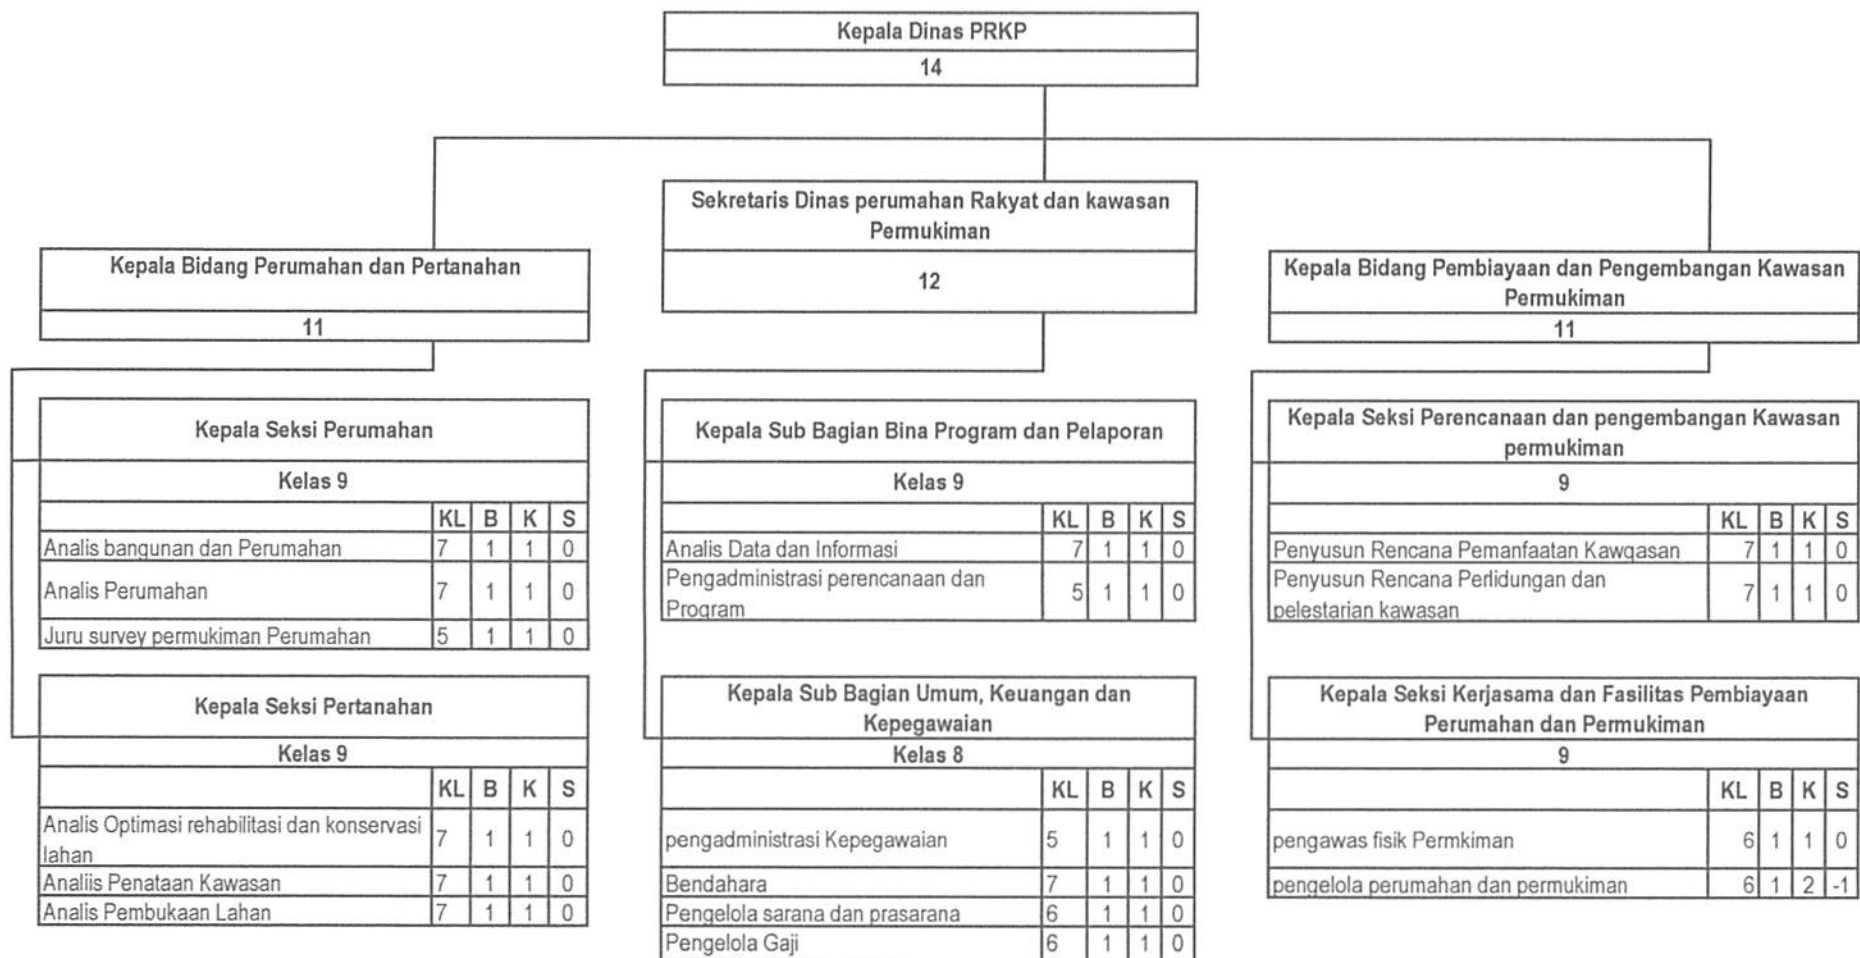 Kepala Dinas PRKP
14
Sekretaris Dinas perumahan Rakyat dan kawasan
Permukiman
12
Kepala Bidang Perumahan dan Pertanahan
11
Kepala Bidang Pembiayaan dan Pengembangan Kawasan
Permukiman
11
Kepala Seksi Perumahan
Kelas 9
KL B K S
Analis bangunan dan Perumahan 7 1 1 0
Analis Perumahan 7 1 1 0
Juru survey permukiman Perumahan 5 1 1 0
Kepala Seksi Pertanahan
Kelas 9
KL B K S
Analis Optimasi rehabilitasi dan konservasi
lahan 7 1 1 0
Analiis Penataan Kawasan 7 1 1 0
Analis Pembukaan Lahan 7 1 1 0
Kepala Sub Bagian Bina Program dan Pelaporan
Kelas 9
KL B K S
Analis Data dan Informasi 7 1 1 0
Pengadministrasi perencanaan dan
Program 5 1 1 0
Kepala Sub Bagian Umum, Keuangan dan
Kepegawaian
Kelas 8
KL B K S
pengadministrasi Kepegawaian 5 1 1 0
Bendahara 7 1 1 0
Pengelola sarana dan prasarana 6 1 1 0
Pengelola Gaji 6 1 1 0
Kepala Seksi Perencanaan dan pengembangan Kawasan
permukiman
9
KL B K S
Penyusun Rencana Pemanfaatan Kawqasan 7 1 1 0
Penyusun Rencana Perlidungan dan
pelestarian kawasan 7 1 1 0
Kepala Seksi Kerjasama dan Fasilitas Pembiayaan
Perumahan dan Permukiman
9
KL B K S
pengawas fisik Permkiman 6 1 1 0
pengelola perumahan dan permukiman 6 1 2 -1